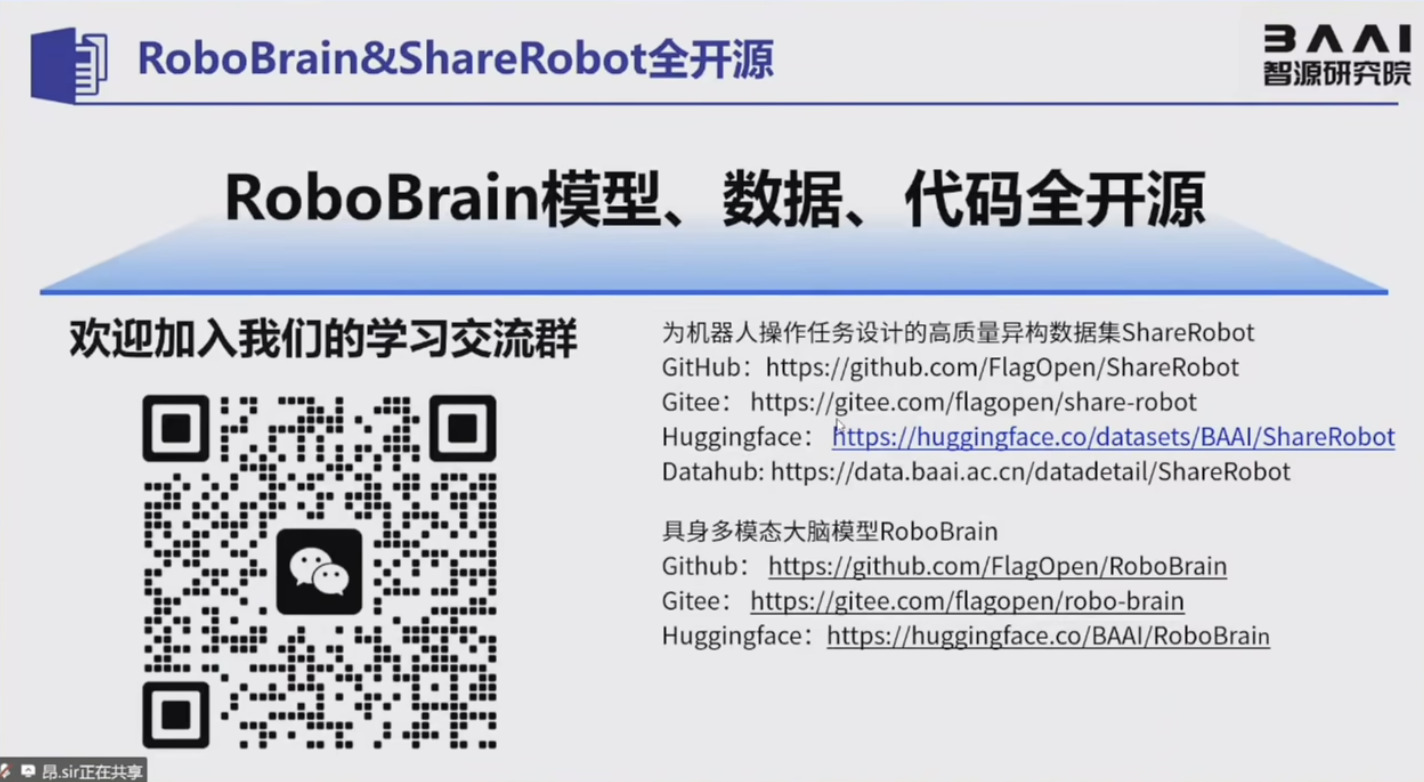 RoboBrain&ShareRobot全开源
BAAI
智源研究院
RoboBrain模型、数据、代码全开源
欢迎加入我们的学习交流群
为机器人操作任务设计的高质量异构数据集ShareRobot
GitHub：https://github.com/FlagOpen/ShareRobot
Gitee： https://gitee.com/flagopen/share-robot
Huggingface： https://huggingface.co/datasets/BAAI/ShareRobot
Datahub: https://data.baai.ac.cn/datadetail/ShareRobot
具身多模态大脑模型RoboBrain
Github： https://github.com/FlagOpen/RoboBrain
Gitee： https://gitee.com/flagopen/robo-brain
Huggingface：https://huggingface.co/BAAI/RoboBrain
昂.sir正在共享